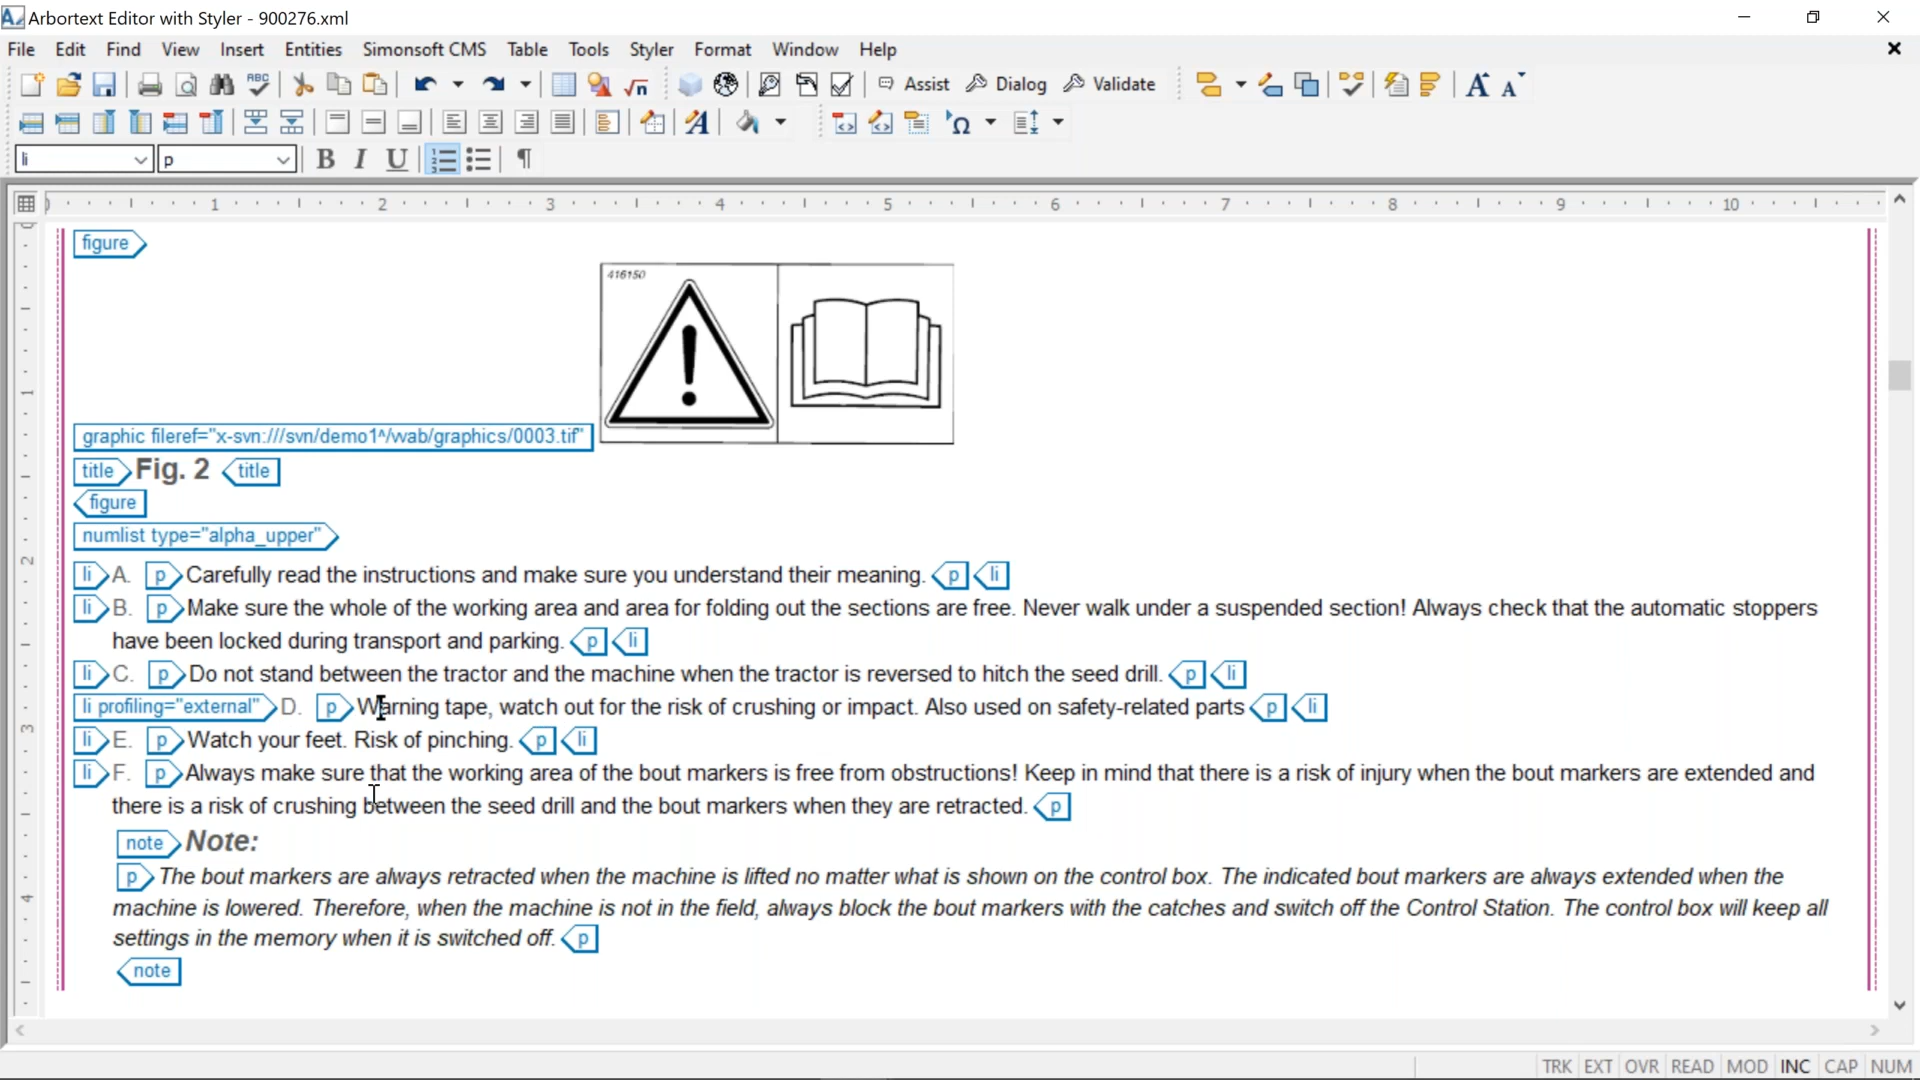 Arbortext Editor with Styler - 900276.xml
File Edit Find View Insert Entities Simonsoft CMS Table Tools Styler Format Window Help
ABC Assist Dialog Validate A A
A Ω
li p B I U ¶
1 2 3 4 5 6 7 8 9 10
figure
416150
graphic fileref="x-svn:///svn/demo1^/vvab/graphics/0003.tif"
title Fig. 2 title
figure
numlist type="alpha_upper"
li A. p Carefully read the instructions and make sure you understand their meaning. p li
li B. p Make sure the whole of the working area and area for folding out the sections are free. Never walk under a suspended section! Always check that the automatic stoppers
have been locked during transport and parking. p li
li C. p Do not stand between the tractor and the machine when the tractor is reversed to hitch the seed drill. p li
li profiling="external" D. p Warning tape, watch out for the risk of crushing or impact. Also used on safety-related parts p li
li E. p Watch your feet. Risk of pinching. p li
li F. p Always make sure that the working area of the bout markers is free from obstructions! Keep in mind that there is a risk of injury when the bout markers are extended and
there is a risk of crushing between the seed drill and the bout markers when they are retracted. p
note Note:
p The bout markers are always retracted when the machine is lifted no matter what is shown on the control box. The indicated bout markers are always extended when the
machine is lowered. Therefore, when the machine is not in the field, always block the bout markers with the catches and switch off the Control Station. The control box will keep all
settings in the memory when it is switched off. p
note
1
2
3
4
TRK EXT OVR READ MOD INC CAP NUM